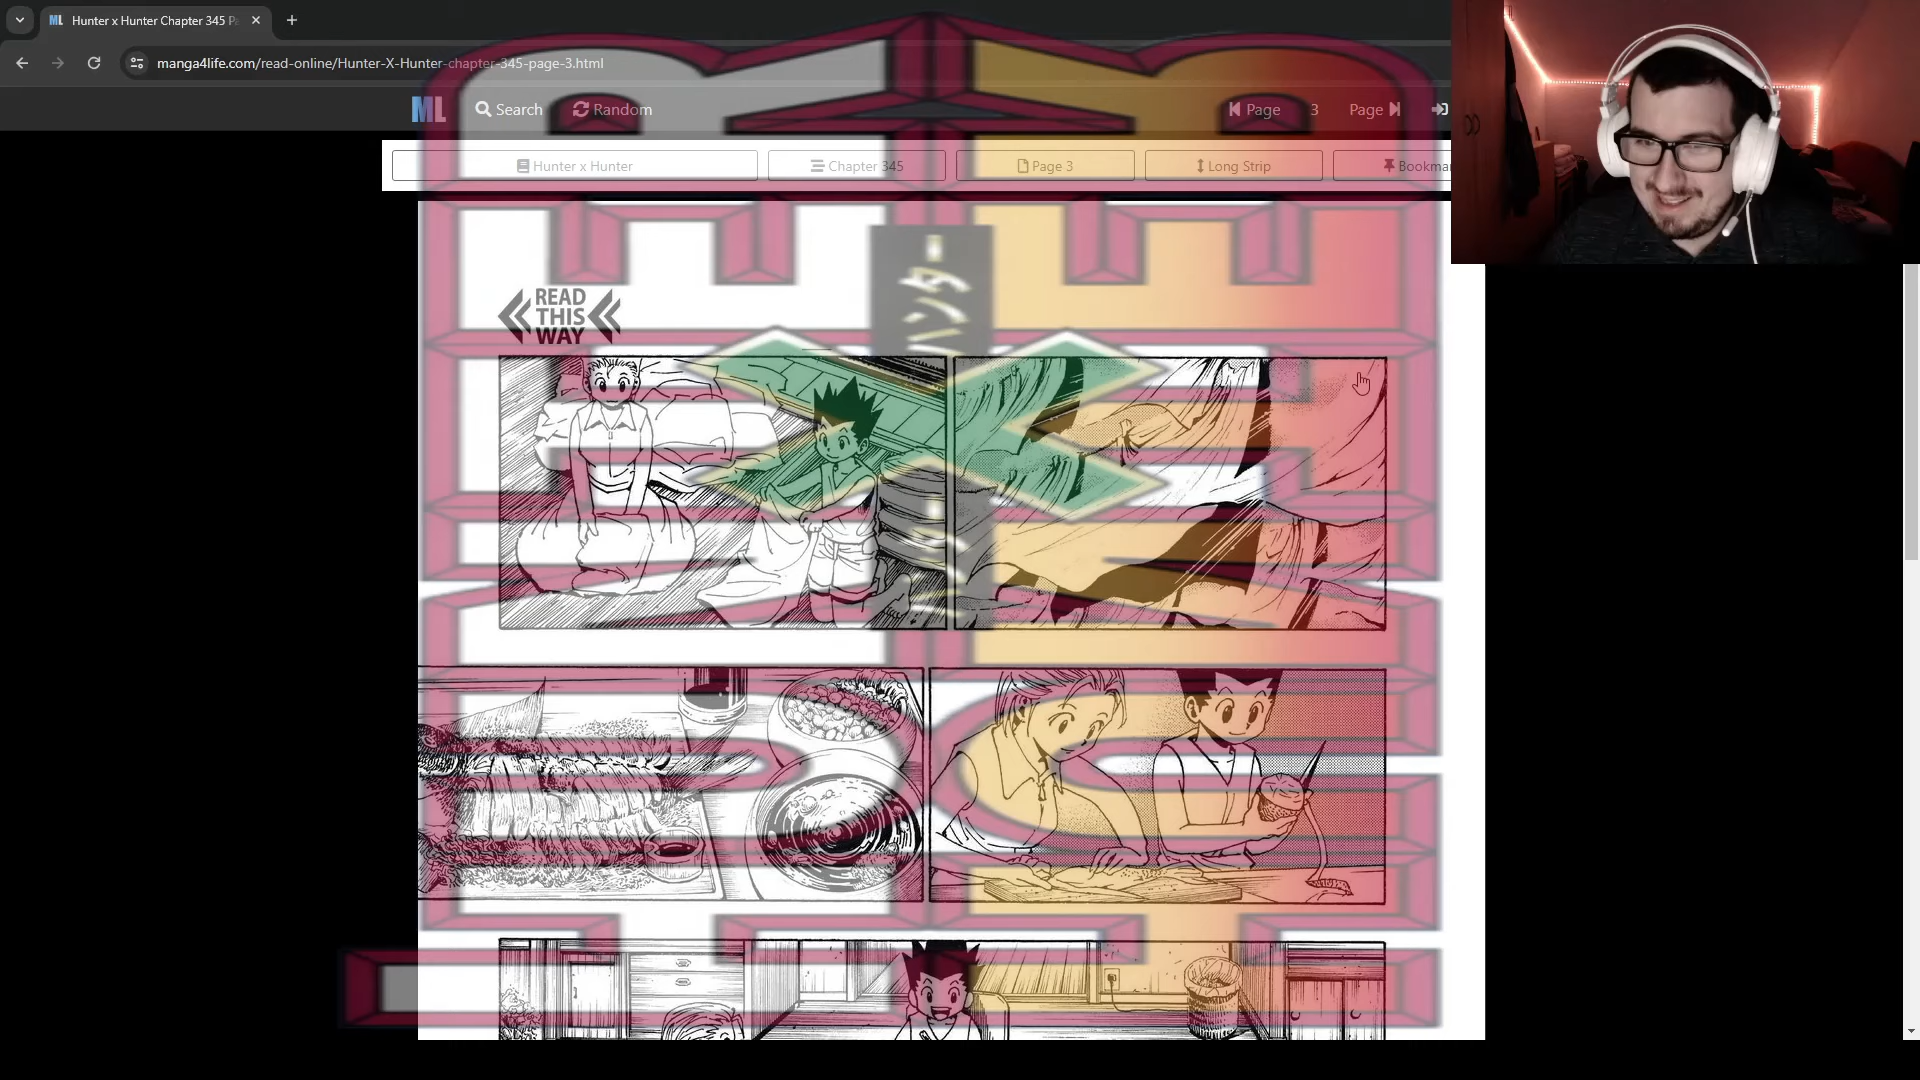 Hunter x Hunter Chapter 345 P
manga4life.com/read-online/Hunter-X-Hunter-chapter-345-page-3.html
ML Search Random Page 3 Page
Hunter x Hunter Chapter 345 Page 3 Long Strip Bookma
READ
THIS
WAY